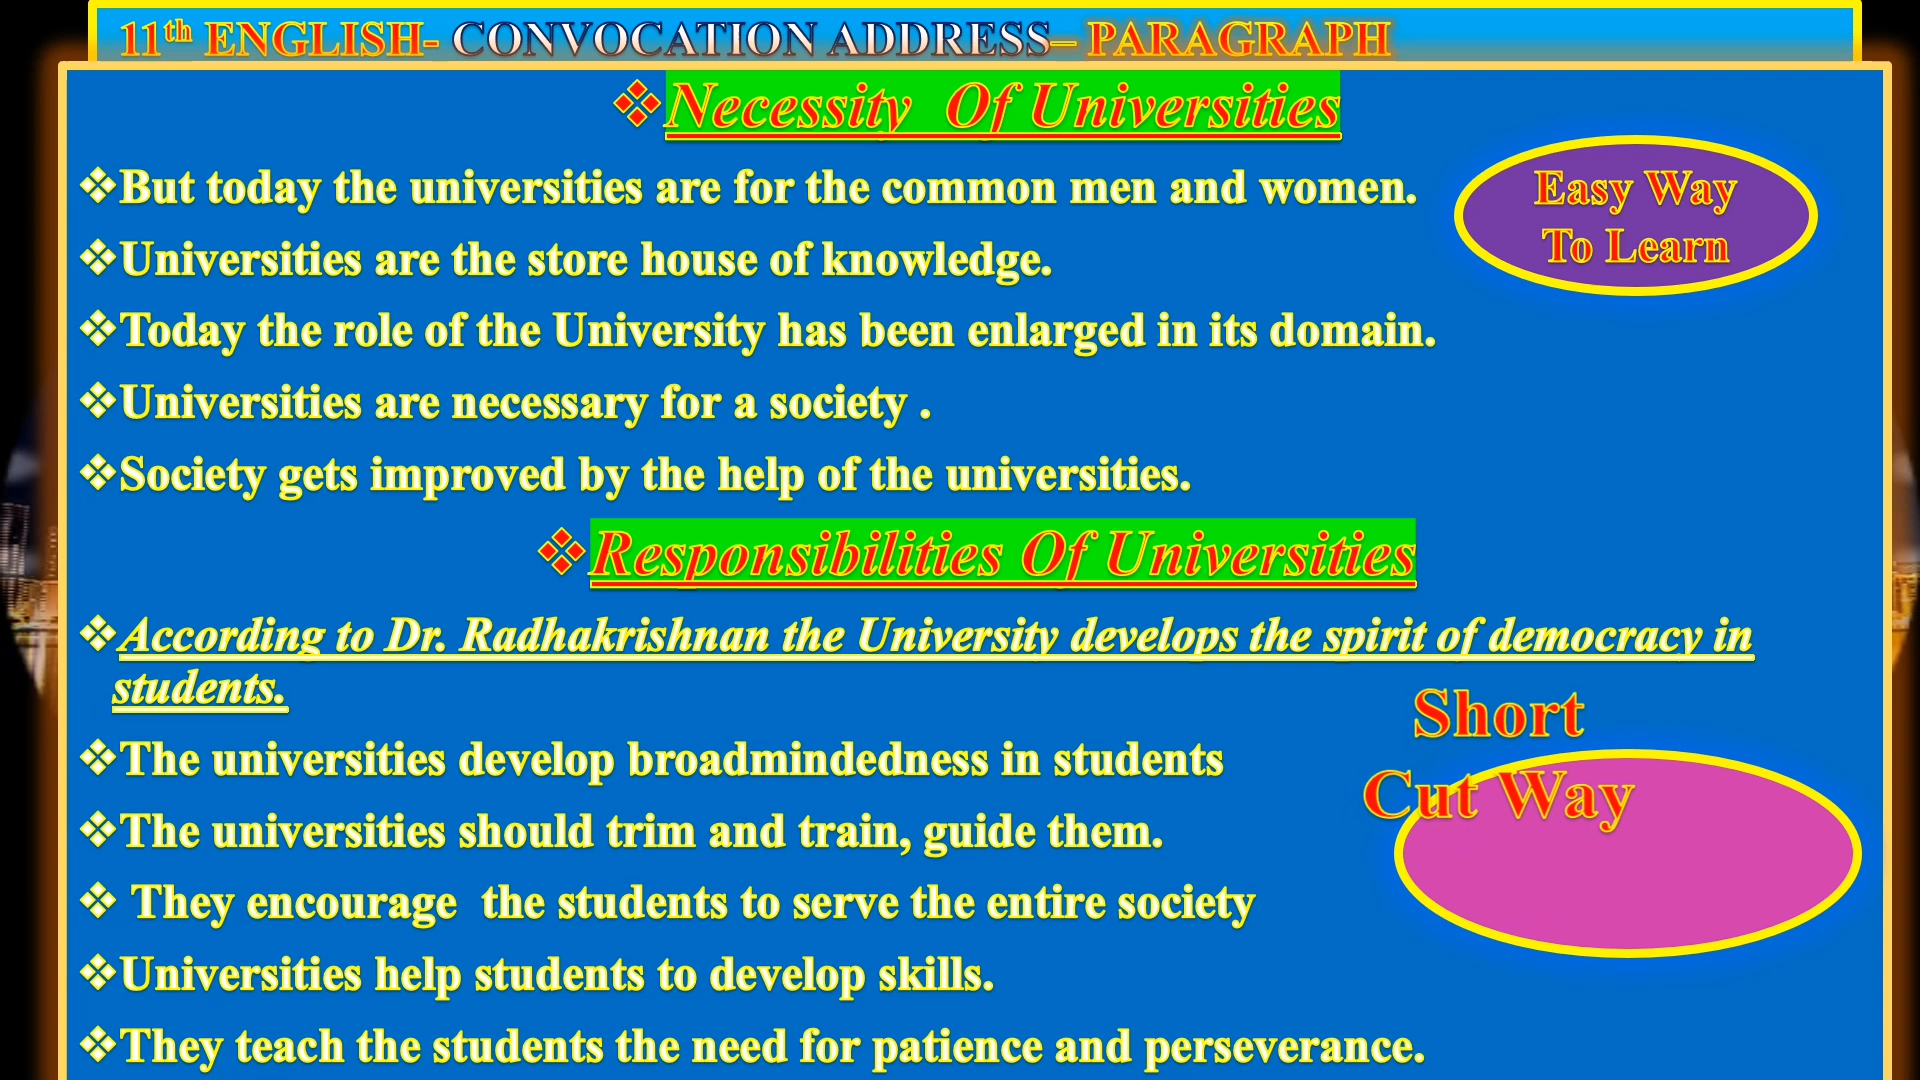 11th ENGLISH- CONVOCATION ADDRESS– PARAGRAPH
❖Necessity Of Universities
❖But today the universities are for the common men and women.
Easy Way
To Learn
❖Universities are the store house of knowledge.
❖Today the role of the University has been enlarged in its domain.
❖Universities are necessary for a society .
❖Society gets improved by the help of the universities.
❖Responsibilities Of Universities
❖According to Dr. Radhakrishnan the University develops the spirit of democracy in
students.
Short
Cut Way
❖The universities develop broadmindedness in students
❖The universities should trim and train, guide them.
❖ They encourage the students to serve the entire society
❖Universities help students to develop skills.
❖They teach the students the need for patience and perseverance.